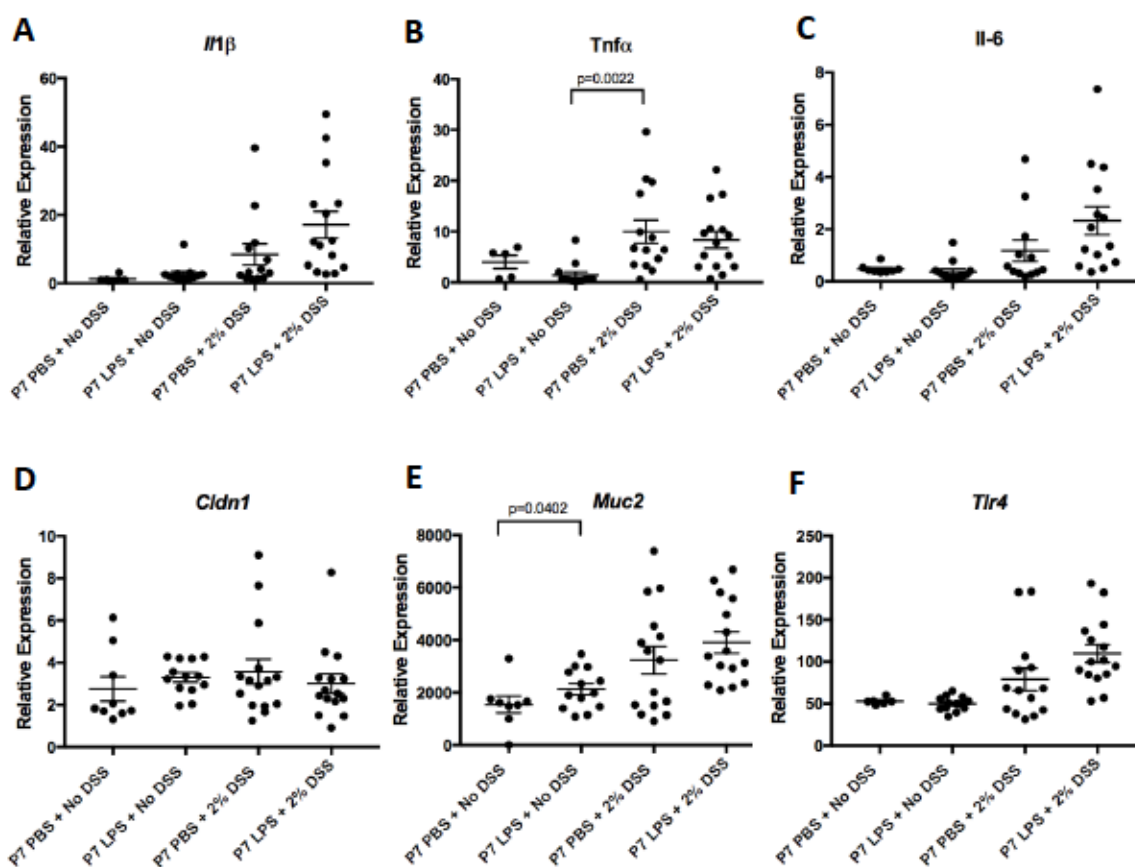 A
Il1β
Relative Expression
60
40
20
0
P7 PBS + No DSS
P7 LPS + No DSS
P7 PBS + 2% DSS
P7 LPS + 2% DSS
B
Tnfα
p=0.0022
Relative Expression
40
30
20
10
0
P7 PBS + No DSS
P7 LPS + No DSS
P7 PBS + 2% DSS
P7 LPS + 2% DSS
C
Il-6
Relative Expression
8
6
4
2
0
P7 PBS + No DSS
P7 LPS + No DSS
P7 PBS + 2% DSS
P7 LPS + 2% DSS
D
Cldn1
Relative Expression
10
8
6
4
2
0
P7 PBS + No DSS
P7 LPS + No DSS
P7 PBS + 2% DSS
P7 LPS + 2% DSS
E
Muc2
p=0.0402
Relative Expression
8000
6000
4000
2000
0
P7 PBS + No DSS
P7 LPS + No DSS
P7 PBS + 2% DSS
P7 LPS + 2% DSS
F
Tlr4
Relative Expression
250
200
150
100
50
0
P7 PBS + No DSS
P7 LPS + No DSS
P7 PBS + 2% DSS
P7 LPS + 2% DSS